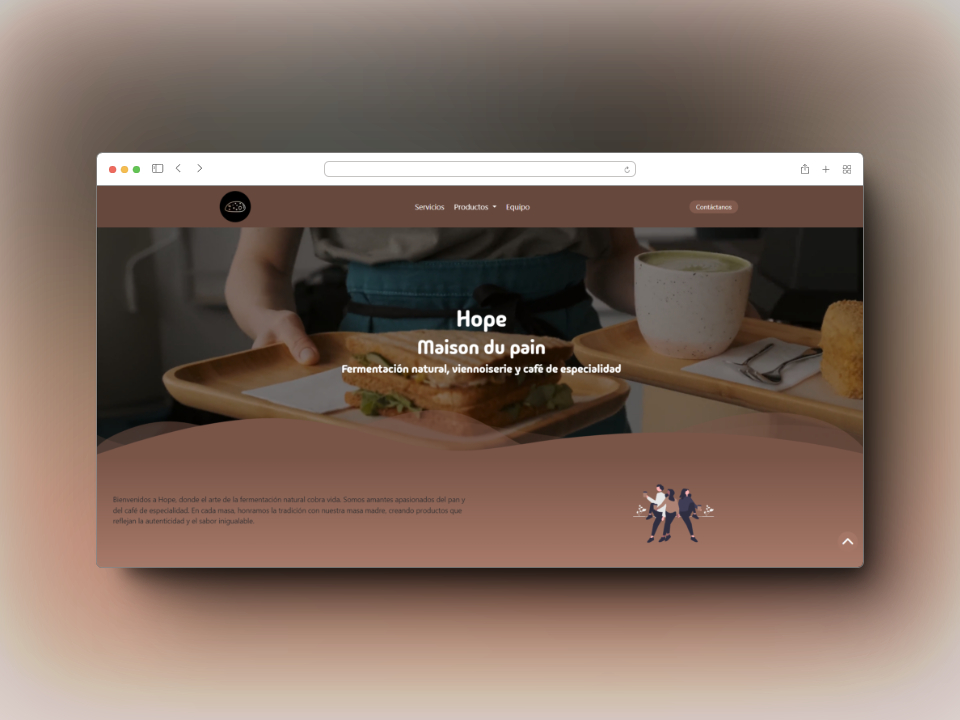 Servicios Productos Equipo Contáctanos
Hope
Maison du pain
Fermentación natural, viennoiserie y café de especialidad
Bienvenidos a Hope, donde el arte de la fermentación natural cobra vida. Somos amantes apasionados del pan y
del café de especialidad. En cada masa, honramos la tradición con nuestra masa madre, creando productos que
reflejan la autenticidad y el sabor inigualable.